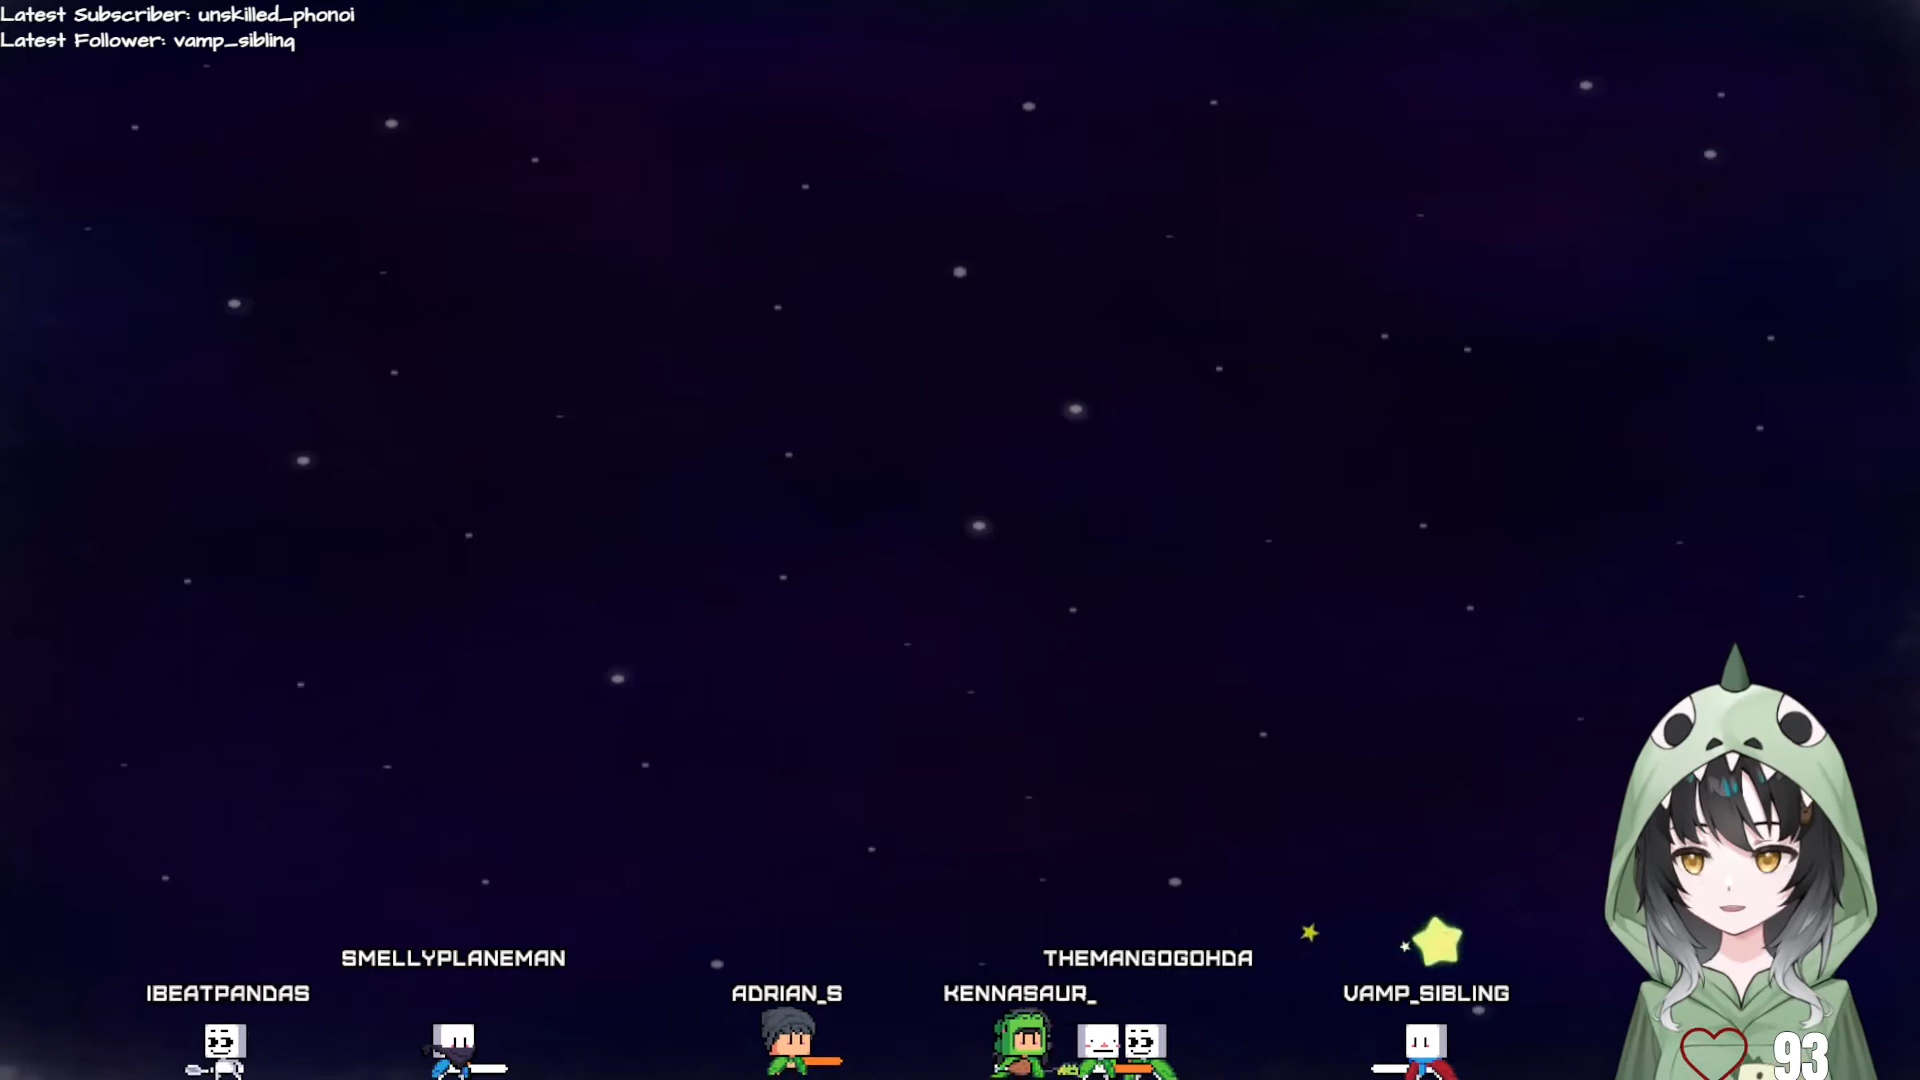 Latest Subscriber: unskilled_phonoi
Latest Follower: vamp_sibling
SMELLYPLANEMAN
THEMANGOGOHDA
IBEATPANDAS
ADRIAN_S
KENNASAUR_
VAMP_SIBLING
93